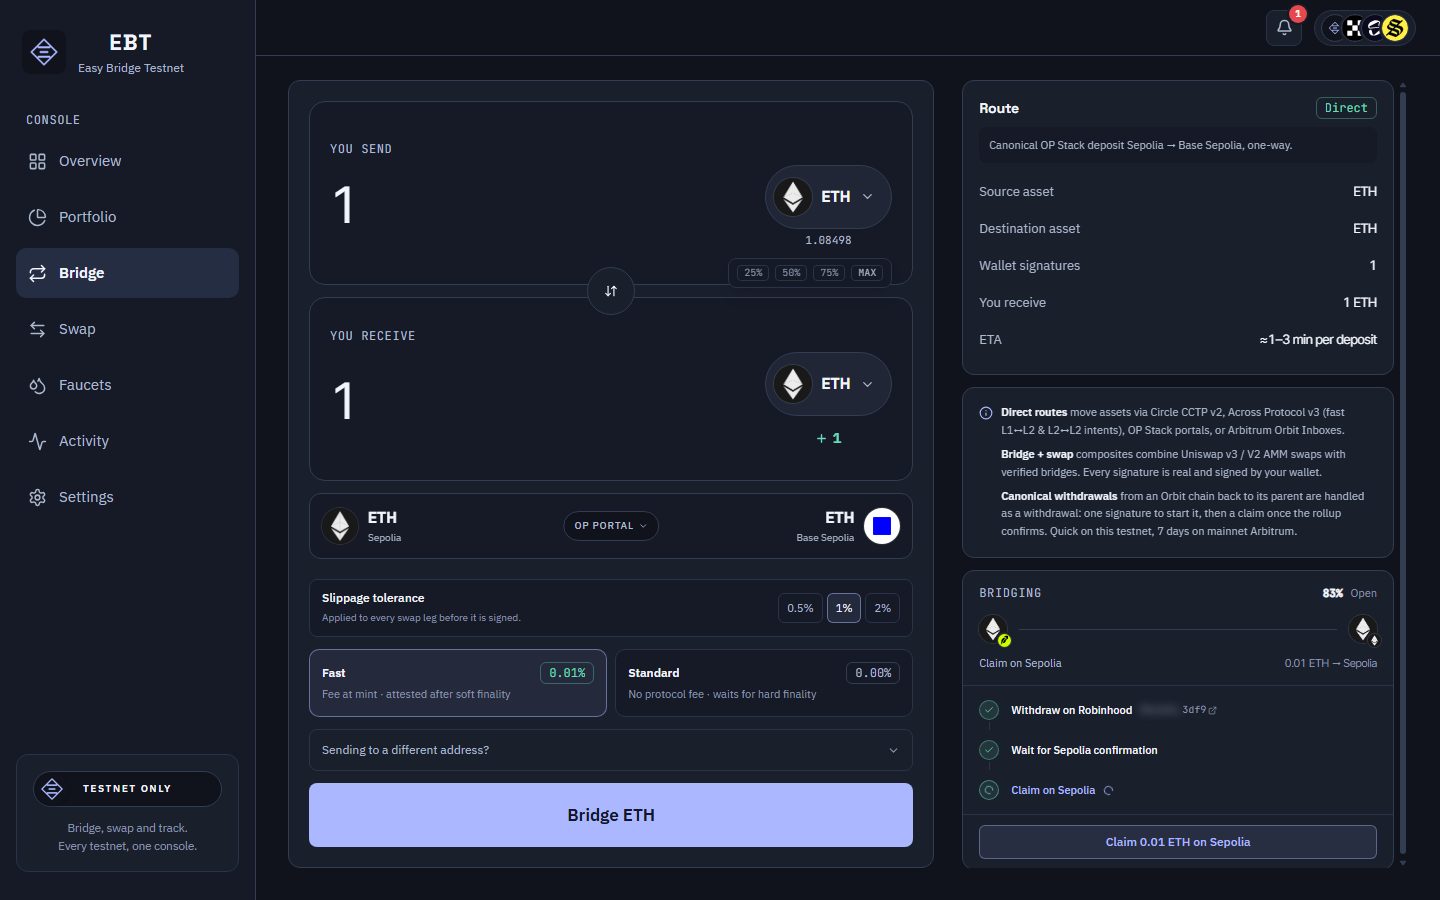 EBT
Easy Bridge Testnet
CONSOLE
Overview
Portfolio
Bridge
Swap
Faucets
Activity
Settings
TESTNET ONLY
Bridge, swap and track.
Every testnet, one console.
1
YOU SEND
1
ETH
1.08498
25% 50% 75% MAX
YOU RECEIVE
1
ETH
+ 1
ETH
Sepolia
OP PORTAL
ETH
Base Sepolia
Slippage tolerance
Applied to every swap leg before it is signed.
0.5% 1% 2%
Fast 0.01%
Fee at mint · attested after soft finality
Standard 0.00%
No protocol fee · waits for hard finality
Sending to a different address?
Bridge ETH
Route Direct
Canonical OP Stack deposit Sepolia → Base Sepolia, one-way.
Source asset ETH
Destination asset ETH
Wallet signatures 1
You receive 1 ETH
ETA ≈1–3 min per deposit
Direct routes move assets via Circle CCTP v2, Across Protocol v3 (fast
L1↔L2 & L2↔L2 intents), OP Stack portals, or Arbitrum Orbit Inboxes.
Bridge + swap composites combine Uniswap v3 / V2 AMM swaps with
verified bridges. Every signature is real and signed by your wallet.
Canonical withdrawals from an Orbit chain back to its parent are handled
as a withdrawal: one signature to start it, then a claim once the rollup
confirms. Quick on this testnet, 7 days on mainnet Arbitrum.
BRIDGING 83% Open
Claim on Sepolia 0.01 ETH → Sepolia
Withdraw on Robinhood 3df9
Wait for Sepolia confirmation
Claim on Sepolia
Claim 0.01 ETH on Sepolia